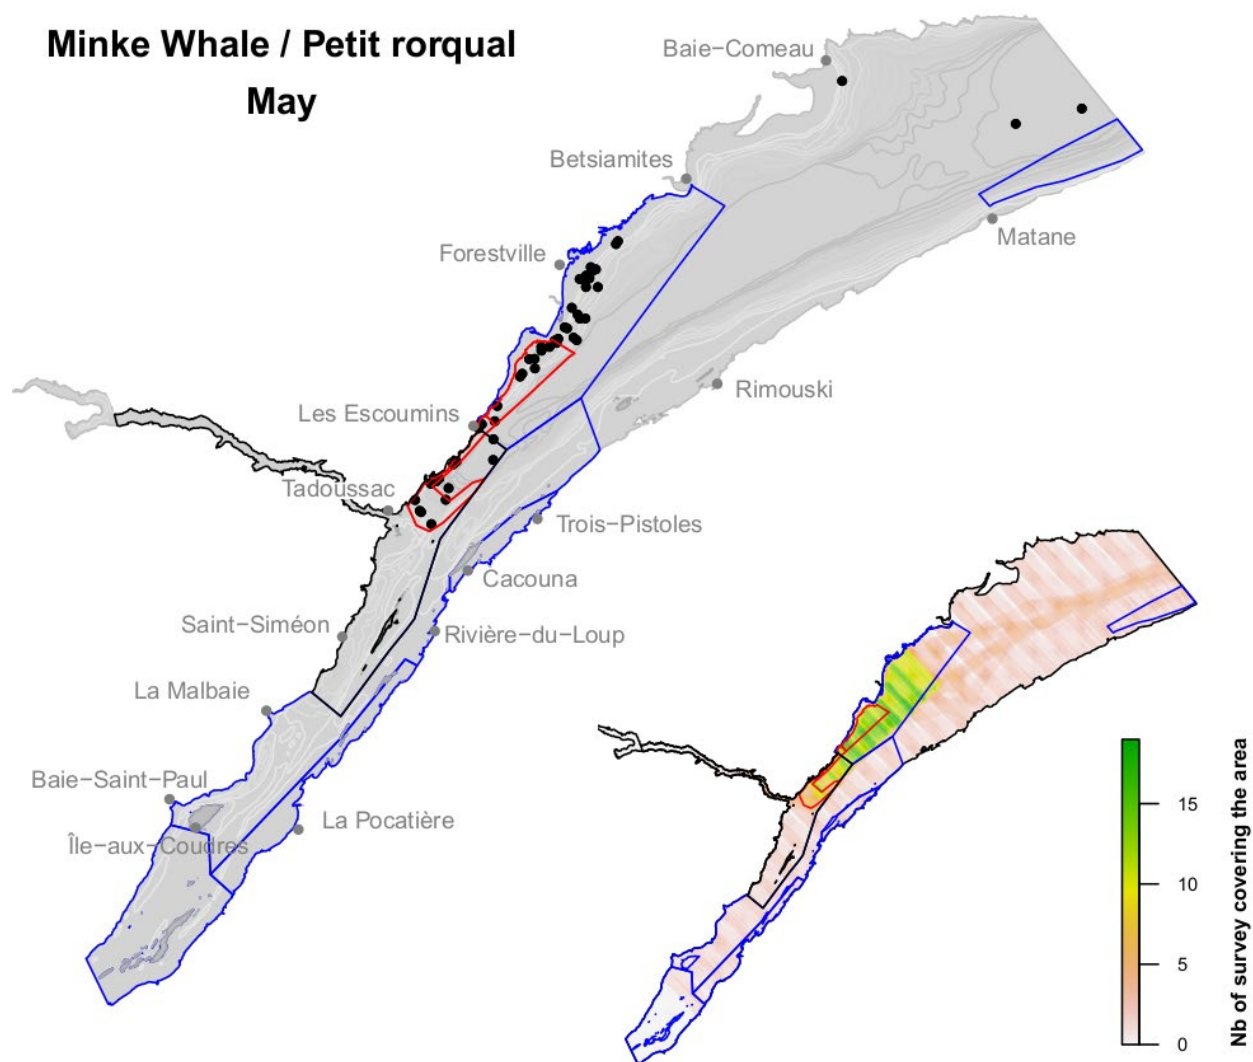 Minke Whale / Petit rorqual
May
Baie−Comeau
Betsiamites
Forestville
Matane
Rimouski
Les Escoumins
Tadoussac
Trois−Pistoles
Cacouna
Saint−Siméon
Rivière−du−Loup
La Malbaie
Baie−Saint−Paul
La Pocatière
Île−aux−Coudres
15
10
5
0
Nb of survey covering the area